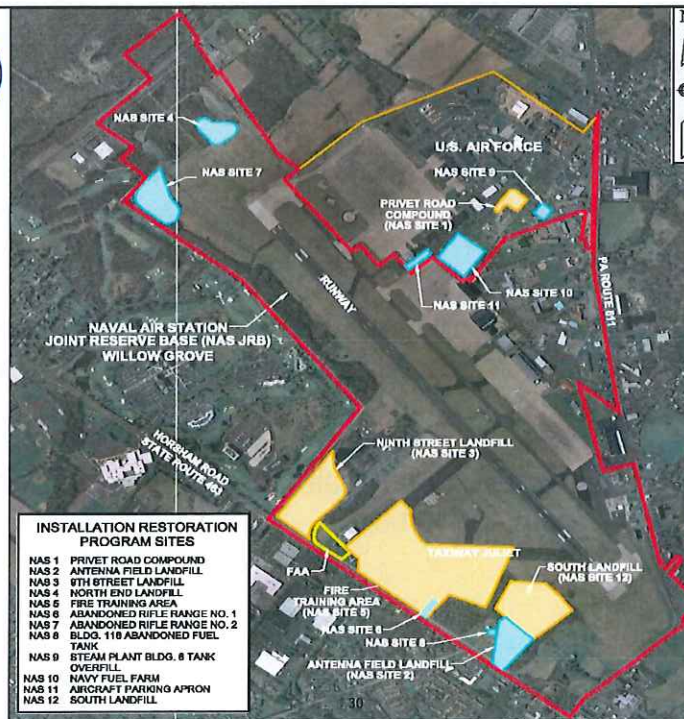 N
NAS SITE 4
U.S. AIR FORCE
NAS SITE 7
NAS SITE 9
PRIVET ROAD
COMPOUND
(NAS SITE 1)
RUNWAY
NAS SITE 10
NAS SITE 11
PA ROUTE 611
NAVAL AIR STATION
JOINT RESERVE BASE (NAS JRB)
WILLOW GROVE
HORSHAM ROAD
STATE ROUTE 463
NINTH STREET LANDFILL
(NAS SITE 3)
TAXIWAY JULIET
SOUTH LANDFILL
(NAS SITE 12)
FAA
FIRE
TRAINING AREA
(NAS SITE 5)
NAS SITE 6
NAS SITE 8
ANTENNA FIELD LANDFILL
(NAS SITE 2)
INSTALLATION RESTORATION
PROGRAM SITES
NAS 1 PRIVET ROAD COMPOUND
NAS 2 ANTENNA FIELD LANDFILL
NAS 3 9TH STREET LANDFILL
NAS 4 NORTH END LANDFILL
NAS 5 FIRE TRAINING AREA
NAS 6 ABANDONED RIFLE RANGE NO. 1
NAS 7 ABANDONED RIFLE RANGE NO. 2
NAS 8 BLDG. 118 ABANDONED FUEL
TANK
NAS 9 STEAM PLANT BLDG. 6 TANK
OVERFILL
NAS 10 NAVY FUEL FARM
NAS 11 AIRCRAFT PARKING APRON
NAS 12 SOUTH LANDFILL
30